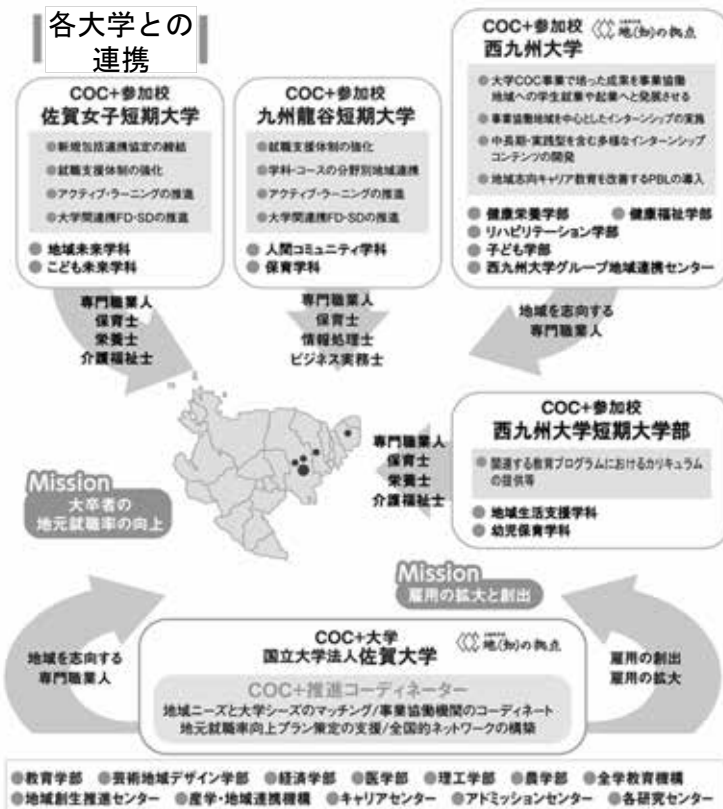 各大学との
連携
COC+参加校
佐賀女子短期大学
●新規包括連携協定の締結
●就職支援体制の強化
●アクティブ・ラーニングの推進
●大学間連携FD・SDの推進
●地域未来学科
●こども未来学科
専門職業人
保育士
栄養士
介護福祉士
COC+参加校
九州龍谷短期大学
●就職支援体制の強化
●学科・コースの分野別地域連携
●アクティブ・ラーニングの推進
●大学間連携FD・SDの推進
●人間コミュニティ学科
●保育学科
専門職業人
保育士
情報処理士
ビジネス実務士
COC+参加校 地(知)の拠点
西九州大学
●大学COC事業で培った成果を事業協働
地域への学生就業や起業へと発展させる
●事業協働地域を中心としたインターンシップの実施
●中長期・実践型を含む多様なインターンシップ
コンテンツの開発
●地域志向キャリア教育を改善するPBLの導入
●健康栄養学部 ●健康福祉学部
●リハビリテーション学部
●子ども学部
●西九州大学グループ地域連携センター
地域を志向する
専門職業人
COC+参加校
西九州大学短期大学部
●関連する教育プログラムにおけるカリキュラム
の提供等
●地域生活支援学科
●幼児保育学科
専門職業人
保育士
栄養士
介護福祉士
Mission
大卒者の
地元就職率の向上
Mission
雇用の拡大と創出
地域を志向する
専門職業人
COC+大学
国立大学法人佐賀大学 地(知)の拠点
COC+推進コーディネーター
地域ニーズと大学シーズのマッチング/事業協働機関のコーディネート
地元就職率向上プラン策定の支援/全国的ネットワークの構築
雇用の創出
雇用の拡大
●教育学部 ●芸術地域デザイン学部 ●経済学部 ●医学部 ●理工学部 ●農学部 ●全学教育機構
●地域創生推進センター ●産学・地域連携機構 ●キャリアセンター ●アドミッションセンター ●各研究センター